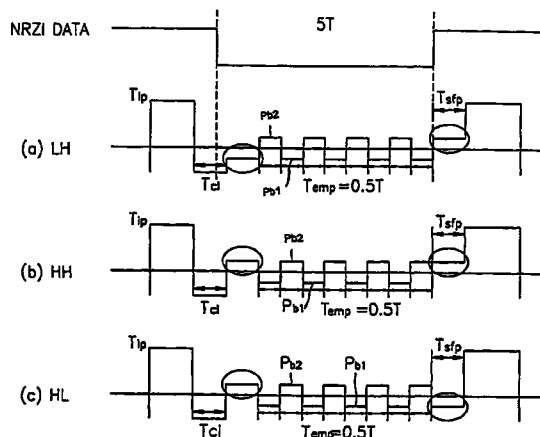 NRZI DATA
5T
Tlp
Tsfp
Pb2
(a) LH
Tcl
Pb1
Temp=0.5T
Tlp
Tsfp
Pb2
(b) HH
Tcl
Pb1
Temp=0.5T
Tlp
Tsfp
Pb2
Pb1
(c) HL
Tcl
Temp=0.5T